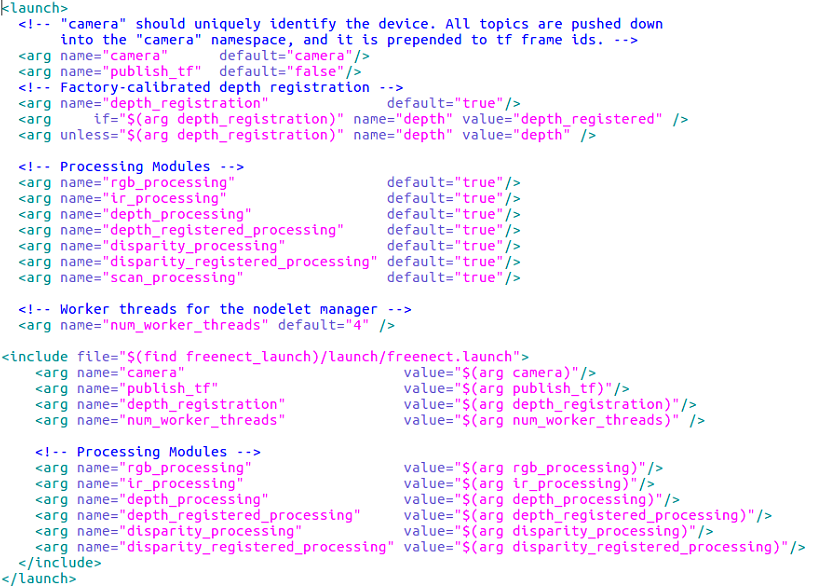 <launch>
  <!-- "camera" should uniquely identify the device. All topics are pushed down
       into the "camera" namespace, and it is prepended to tf frame ids. -->
  <arg name="camera"      default="camera"/>
  <arg name="publish_tf"  default="false"/>
  <!-- Factory-calibrated depth registration -->
  <arg name="depth_registration"              default="true"/>
  <arg     if="$(arg depth_registration)" name="depth" value="depth_registered" />
  <arg unless="$(arg depth_registration)" name="depth" value="depth" />

  <!-- Processing Modules -->
  <arg name="rgb_processing"                  default="true"/>
  <arg name="ir_processing"                   default="true"/>
  <arg name="depth_processing"                default="true"/>
  <arg name="depth_registered_processing"     default="true"/>
  <arg name="disparity_processing"            default="true"/>
  <arg name="disparity_registered_processing" default="true"/>
  <arg name="scan_processing"                 default="true"/>

  <!-- Worker threads for the nodelet manager -->
  <arg name="num_worker_threads" default="4" />

<include file="$(find freenect_launch)/launch/freenect.launch">
    <arg name="camera"                          value="$(arg camera)"/>
    <arg name="publish_tf"                      value="$(arg publish_tf)"/>
    <arg name="depth_registration"              value="$(arg depth_registration)"/>
    <arg name="num_worker_threads"              value="$(arg num_worker_threads)" />

    <!-- Processing Modules -->
    <arg name="rgb_processing"                  value="$(arg rgb_processing)"/>
    <arg name="ir_processing"                   value="$(arg ir_processing)"/>
    <arg name="depth_processing"                value="$(arg depth_processing)"/>
    <arg name="depth_registered_processing"     value="$(arg depth_registered_processing)"/>
    <arg name="disparity_processing"            value="$(arg disparity_processing)"/>
    <arg name="disparity_registered_processing" value="$(arg disparity_registered_processing)"/>
  </include>
</launch>